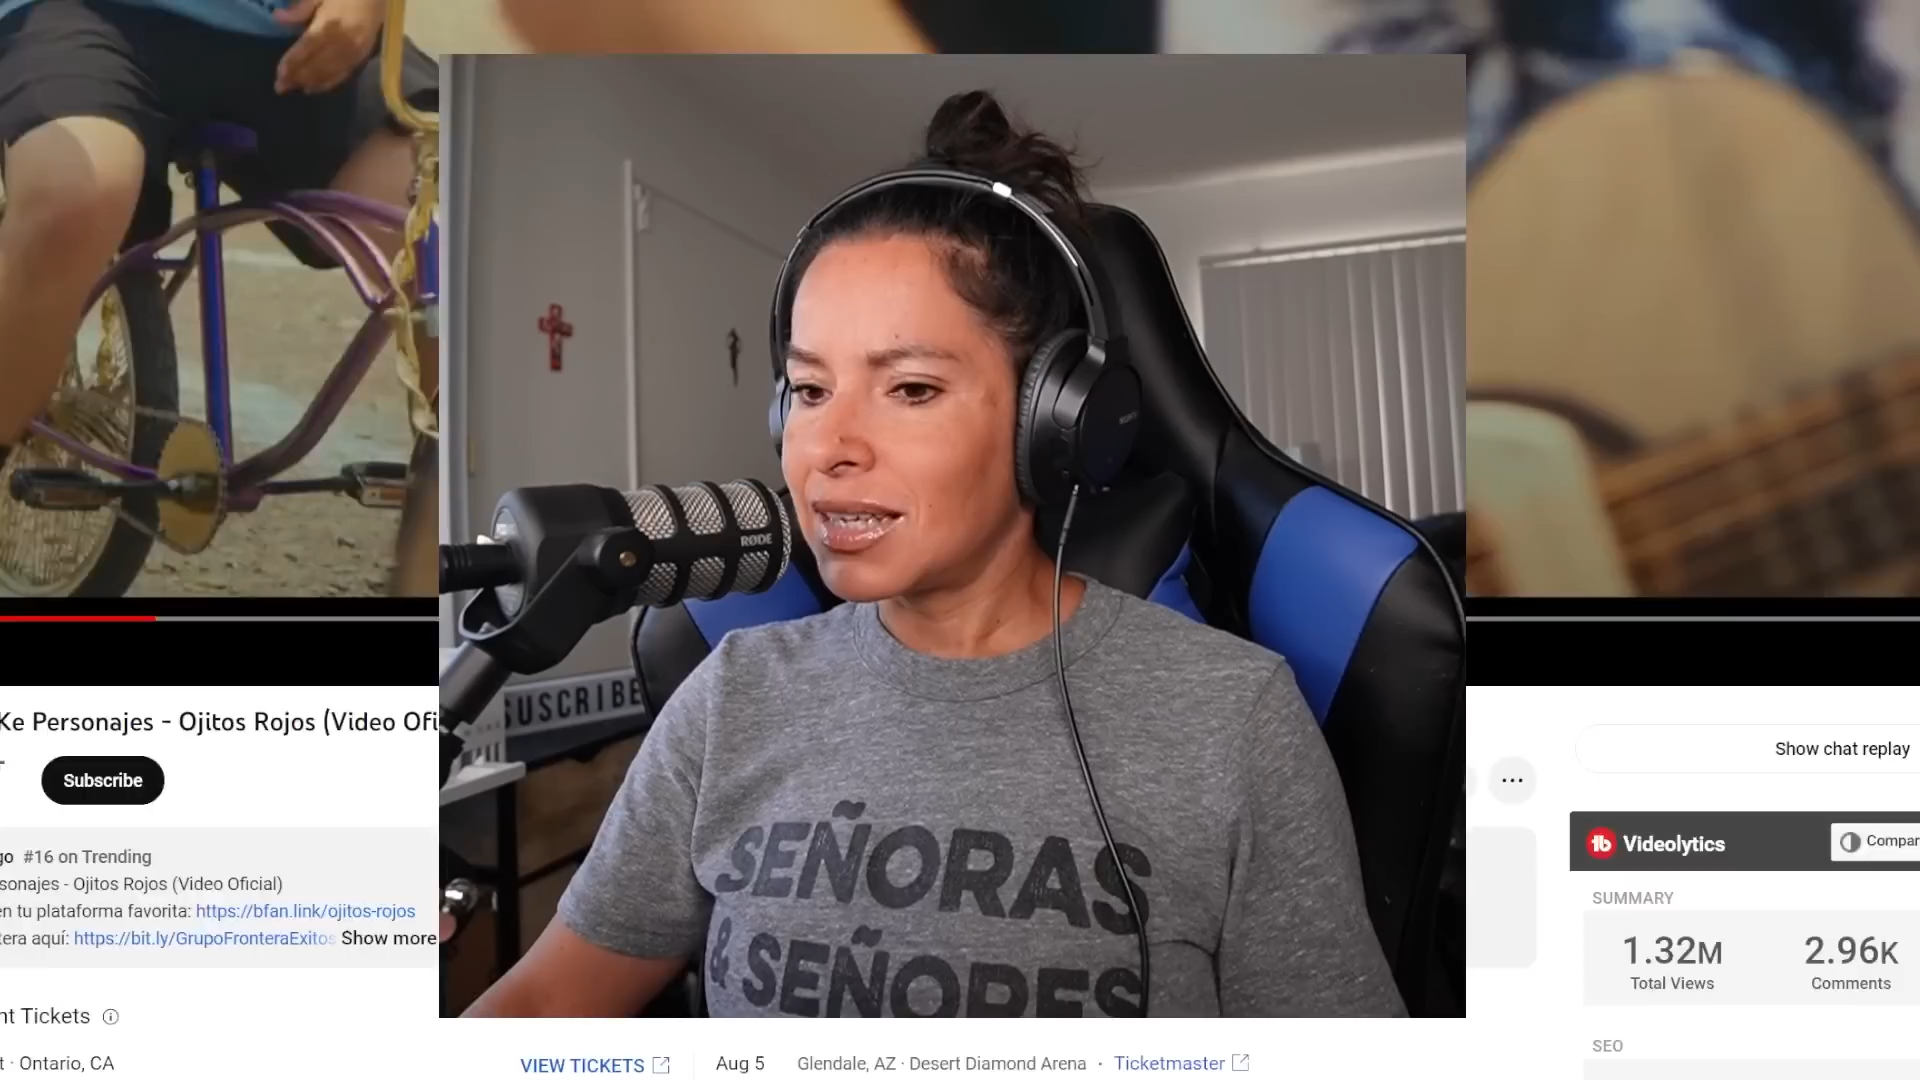 RØDE
SUSCRIBE
SEÑORAS
& SEÑORES
Ke Personajes - Ojitos Rojos (Video Ofi
Subscribe
go #16 on Trending
sonajes - Ojitos Rojos (Video Oficial)
en tu plataforma favorita: https://bfan.link/ojitos-rojos
tera aquí: https://bit.ly/GrupoFronteraExitos Show more
nt Tickets
t · Ontario, CA
VIEW TICKETS
Aug 5 Glendale, AZ · Desert Diamond Arena · Ticketmaster
Show chat replay
tb Videolytics
Compar
SUMMARY
1.32M 2.96K
Total Views Comments
SEO